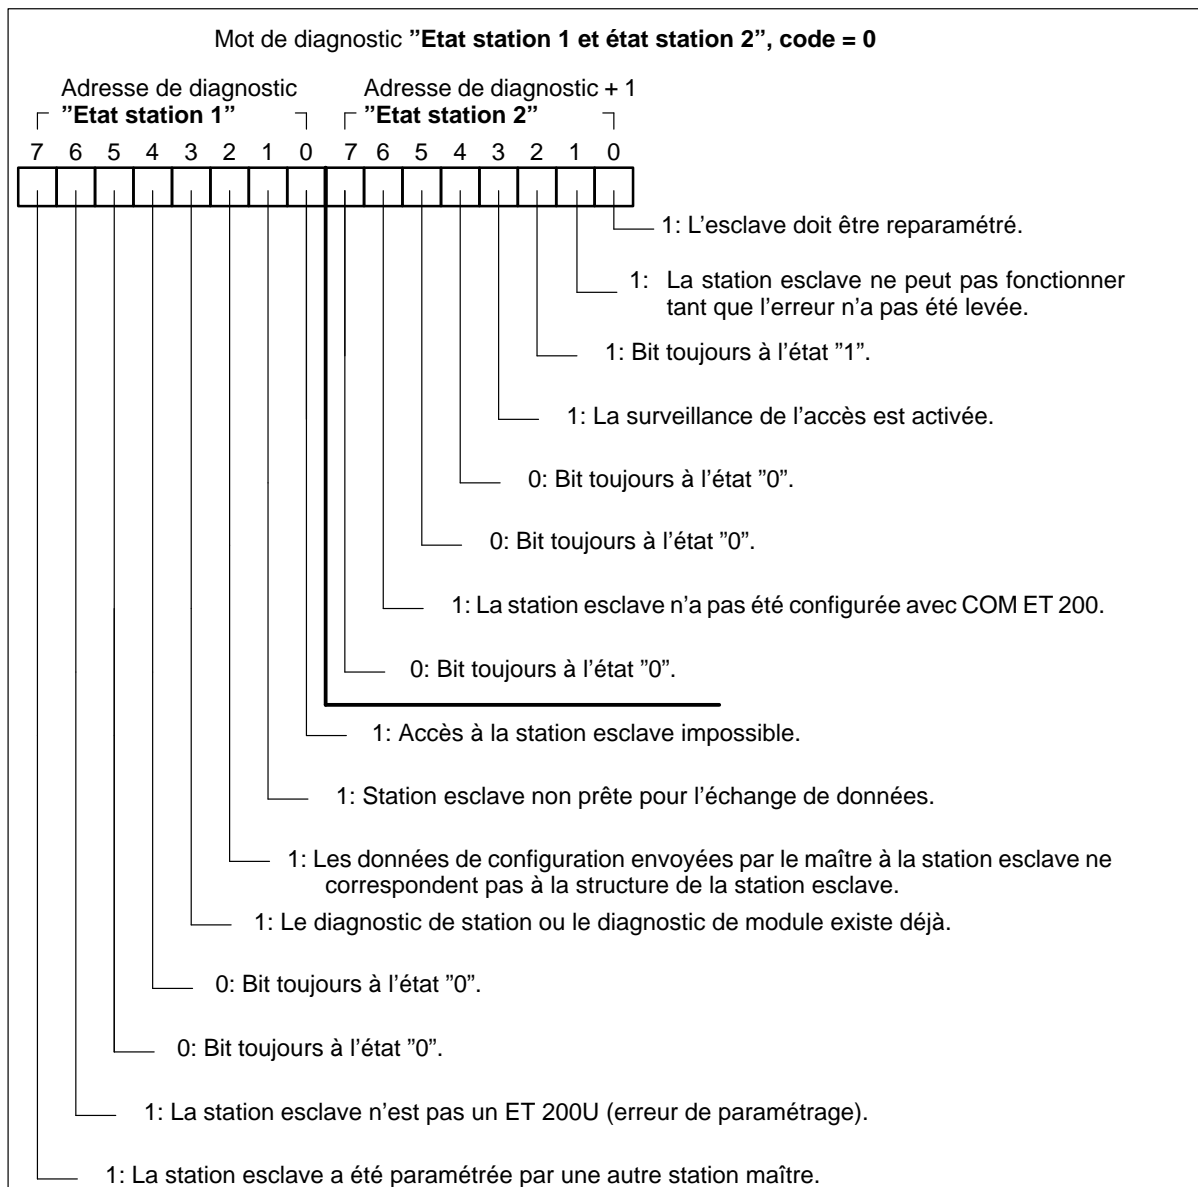 Mot de diagnostic ”Etat station 1 et état station 2”, code = 0
Adresse de diagnostic Adresse de diagnostic + 1
”Etat station 1” ”Etat station 2”
7 6 5 4 3 2 1 0 7 6 5 4 3 2 1 0
1: L’esclave doit être reparamétré.
1: La station esclave ne peut pas fonctionner
tant que l’erreur n’a pas été levée.
1: Bit toujours à l’état ”1”.
1: La surveillance de l’accès est activée.
0: Bit toujours à l’état ”0”.
0: Bit toujours à l’état ”0”.
1: La station esclave n’a pas été configurée avec COM ET 200.
0: Bit toujours à l’état ”0”.
1: Accès à la station esclave impossible.
1: Station esclave non prête pour l’échange de données.
1: Les données de configuration envoyées par le maître à la station esclave ne
correspondent pas à la structure de la station esclave.
1: Le diagnostic de station ou le diagnostic de module existe déjà.
0: Bit toujours à l’état ”0”.
0: Bit toujours à l’état ”0”.
1: La station esclave n’est pas un ET 200U (erreur de paramétrage).
1: La station esclave a été paramétrée par une autre station maître.